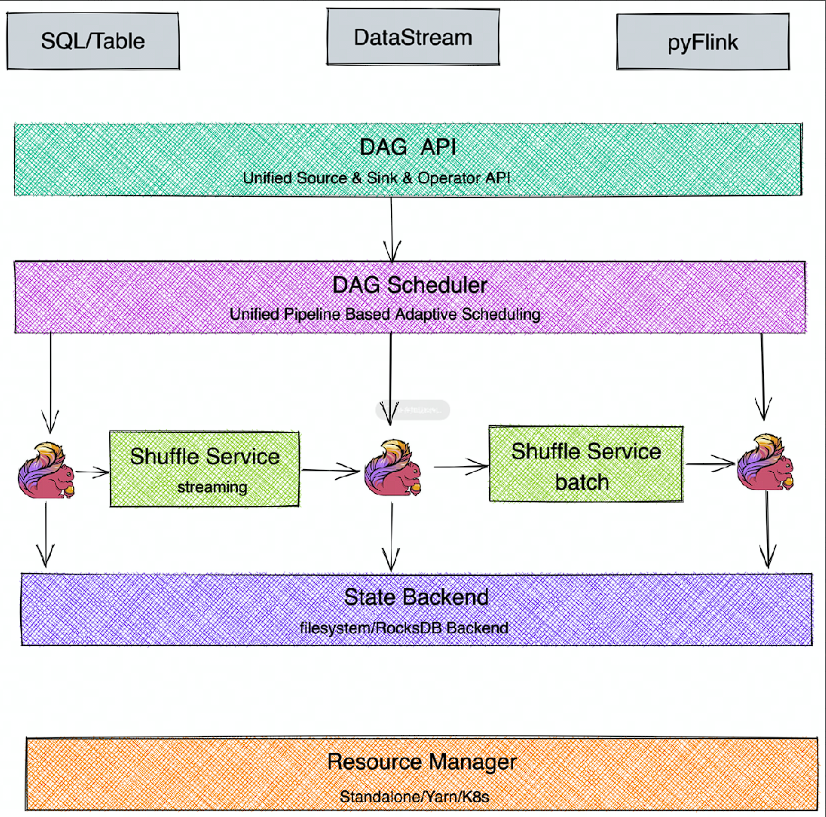 SQL/Table
DataStream
pyFlink
DAG API
Unified Source & Sink & Operator API
DAG Scheduler
Unified Pipeline Based Adaptive Scheduling
Shuffle Service
streaming
Shuffle Service
batch
State Backend
filesystem/RocksDB Backend
Resource Manager
Standalone/Yarn/K8s